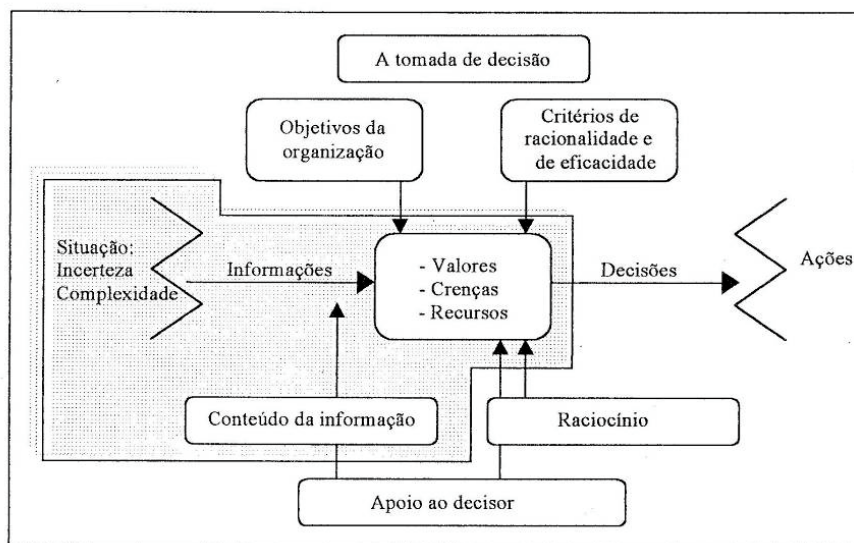 A tomada de decisão
Objetivos da
organização
Critérios de
racionalidade e
de eficacidade
Situação:
Incerteza
Complexidade
Informações
- Valores
- Crenças
- Recursos
Decisões
Ações
Conteúdo da informação
Raciocínio
Apoio ao decisor